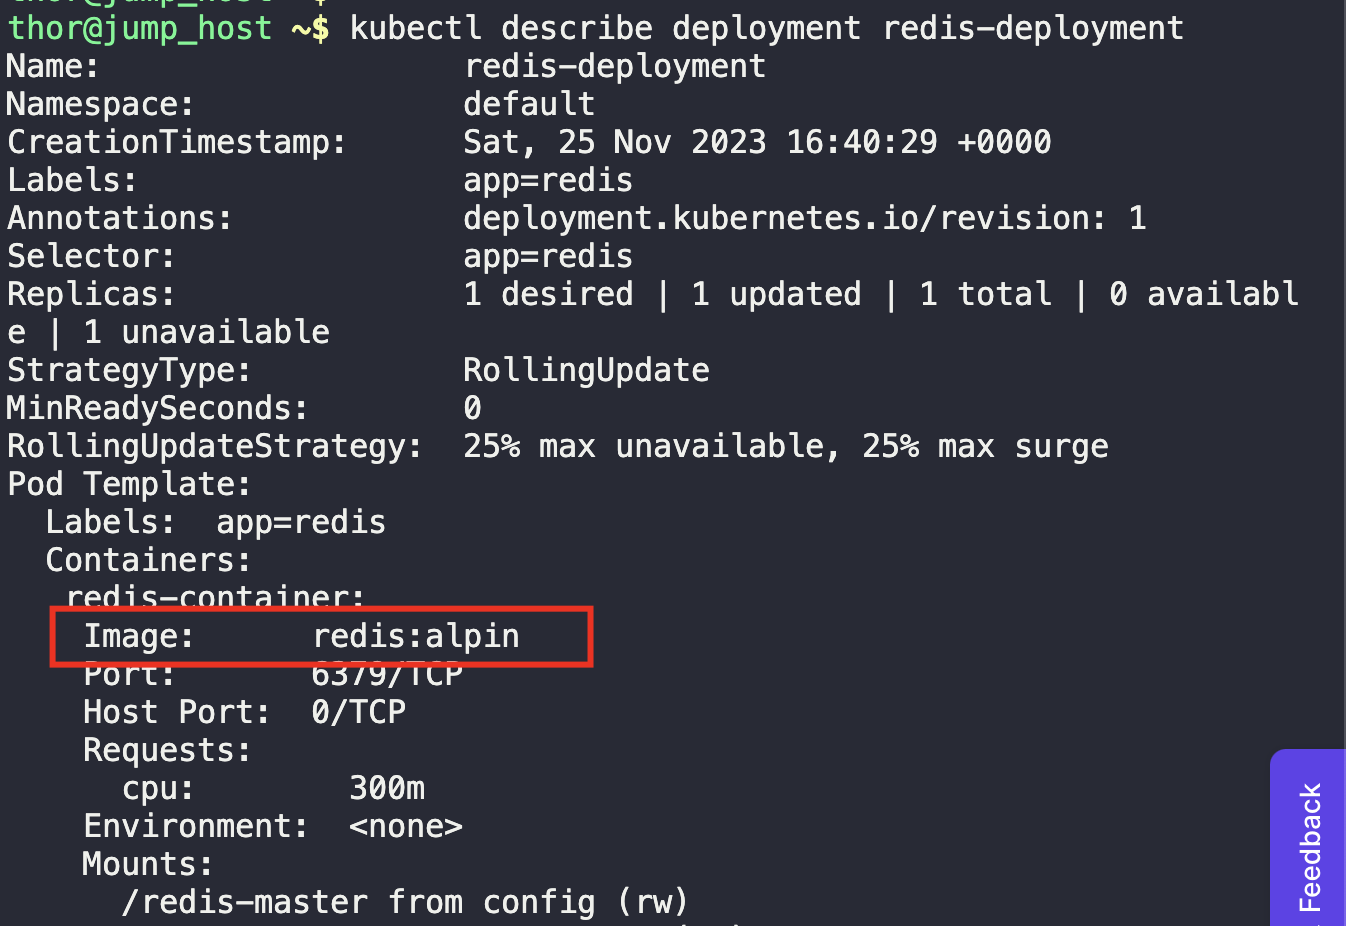 thor@jump_host ~$
thor@jump_host ~$ kubectl describe deployment redis-deployment
Name:                   redis-deployment
Namespace:              default
CreationTimestamp:      Sat, 25 Nov 2023 16:40:29 +0000
Labels:                 app=redis
Annotations:            deployment.kubernetes.io/revision: 1
Selector:               app=redis
Replicas:               1 desired | 1 updated | 1 total | 0 availabl
e | 1 unavailable
StrategyType:           RollingUpdate
MinReadySeconds:        0
RollingUpdateStrategy:  25% max unavailable, 25% max surge
Pod Template:
  Labels:  app=redis
  Containers:
   redis-container:
    Image:      redis:alpin
    Port:       6379/TCP
    Host Port:  0/TCP
    Requests:
      cpu:        300m
    Environment:  <none>
    Mounts:
      /redis-master from config (rw)
Feedback